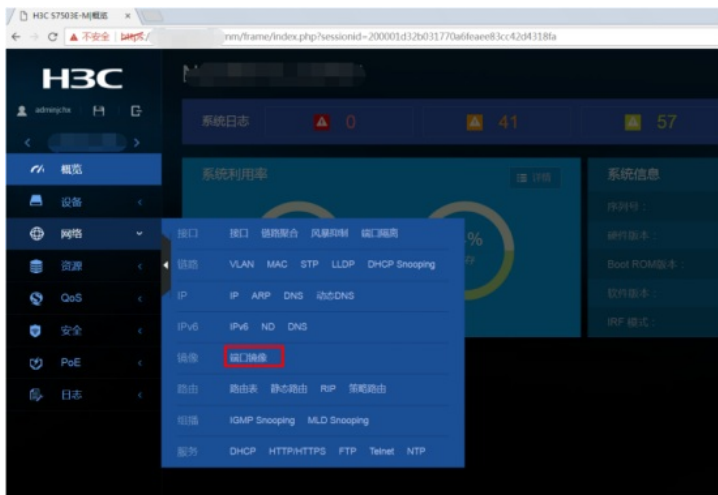 H3C S7503E-M|概览
不安全 | https:/ nm/frame/index.php?sessionid=200001d32b031770a6feaee83cc42d4318fa
H3C
系统日志 0 41 57
概览
系统利用率 详情 系统信息
设备
序列号：
网络
接口 接口 链路聚合 风暴抑制 端口隔离
%
硬件版本：
资源
链路 VLAN MAC STP LLDP DHCP Snooping
Boot ROM版本：
QoS
IP IP ARP DNS 动态DNS
软件版本：
安全
IPv6 IPv6 ND DNS
IRF 模式：
PoE
镜像 端口镜像
日志
路由 路由表 静态路由 RIP 策略路由
组播 IGMP Snooping MLD Snooping
服务 DHCP HTTP/HTTPS FTP Telnet NTP